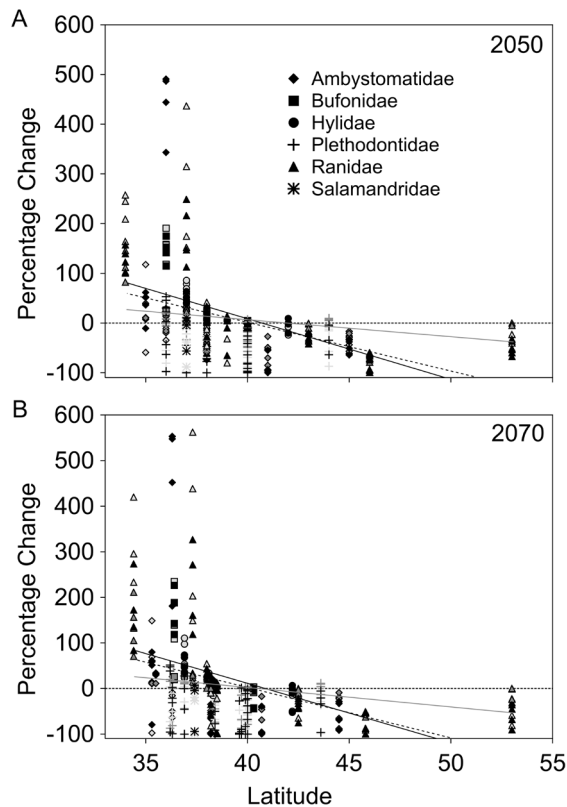 A
600
2050
500
Ambystomatidae
Bufonidae
400
Hylidae
Plethodontidae
300
Ranidae
Salamandridae
200
100
0
-100
Percentage Change
B
600
2070
500
400
300
200
100
0
-100
Percentage Change
35 40 45 50 55
Latitude